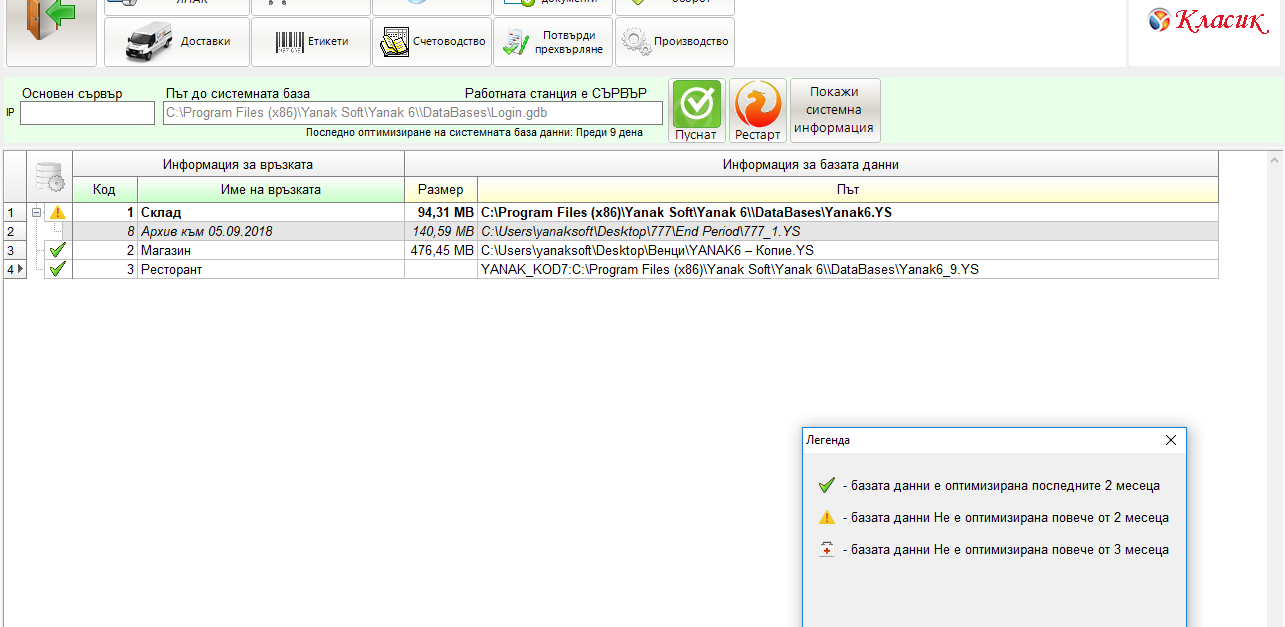 ЯПАК
документи
оборот
Доставки
Етикети
Счетоводство
Потвърди
прехвърляне
Производство
Класик
Основен сървър
Път до системната база
Работната станция е СЪРВЪР
IP
C:\Program Files (x86)\Yanak Soft\Yanak 6\\DataBases\Login.gdb
Последно оптимизиране на системната база данни: Преди 9 дена
Пуснат
Рестарт
Покажи
системна
информация
Информация за връзката
Информация за базата данни
Код
Име на връзката
Размер
Път
1 1 Склад 94,31 MB C:\Program Files (x86)\Yanak Soft\Yanak 6\\DataBases\Yanak6.YS
2 8 Архив към 05.09.2018 140,59 MB C:\Users\yanaksoft\Desktop\777\End Period\777_1.YS
3 2 Магазин 476,45 MB C:\Users\yanaksoft\Desktop\Венци\YANAK6 – Копие.YS
4 3 Ресторант YANAK_KOD7:C:\Program Files (x86)\Yanak Soft\Yanak 6\\DataBases\Yanak6_9.YS
Легенда
- базата данни е оптимизирана последните 2 месеца
- базата данни Не е оптимизирана повече от 2 месеца
- базата данни Не е оптимизирана повече от 3 месеца